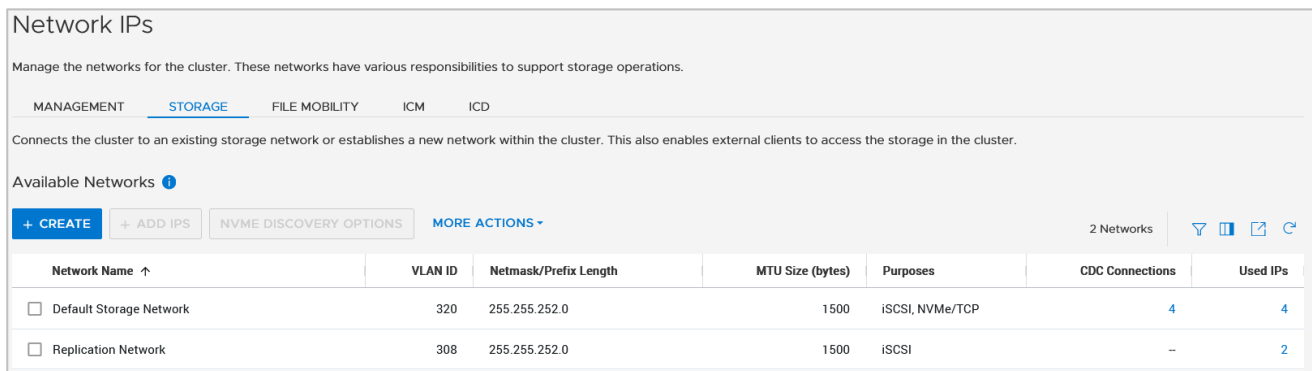 Network IPs
Manage the networks for the cluster. These networks have various responsibilities to support storage operations.
MANAGEMENT STORAGE FILE MOBILITY ICM ICD
Connects the cluster to an existing storage network or establishes a new network within the cluster. This also enables external clients to access the storage in the cluster.
Available Networks i
+ CREATE + ADD IPS NVME DISCOVERY OPTIONS MORE ACTIONS 2 Networks
Network Name ↑ VLAN ID Netmask/Prefix Length MTU Size (bytes) Purposes CDC Connections Used IPs
Default Storage Network 320 255.255.252.0 1500 iSCSI, NVMe/TCP 4 4
Replication Network 308 255.255.252.0 1500 iSCSI -- 2